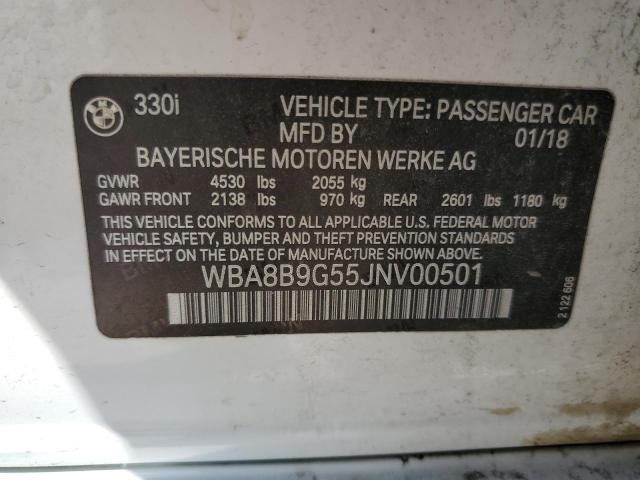 BMW 330i VEHICLE TYPE: PASSENGER CAR
MFD BY 01/18
BAYERISCHE MOTOREN WERKE AG
GVWR 4530 lbs 2055 kg
GAWR FRONT 2138 lbs 970 kg REAR 2601 lbs 1180 kg
THIS VEHICLE CONFORMS TO ALL APPLICABLE U.S. FEDERAL MOTOR
VEHICLE SAFETY, BUMPER, AND THEFT PREVENTION STANDARDS
IN EFFECT ON THE DATE OF MANUFACTURE SHOWN ABOVE.
WBA8B9G55JNV00501
2 122 606